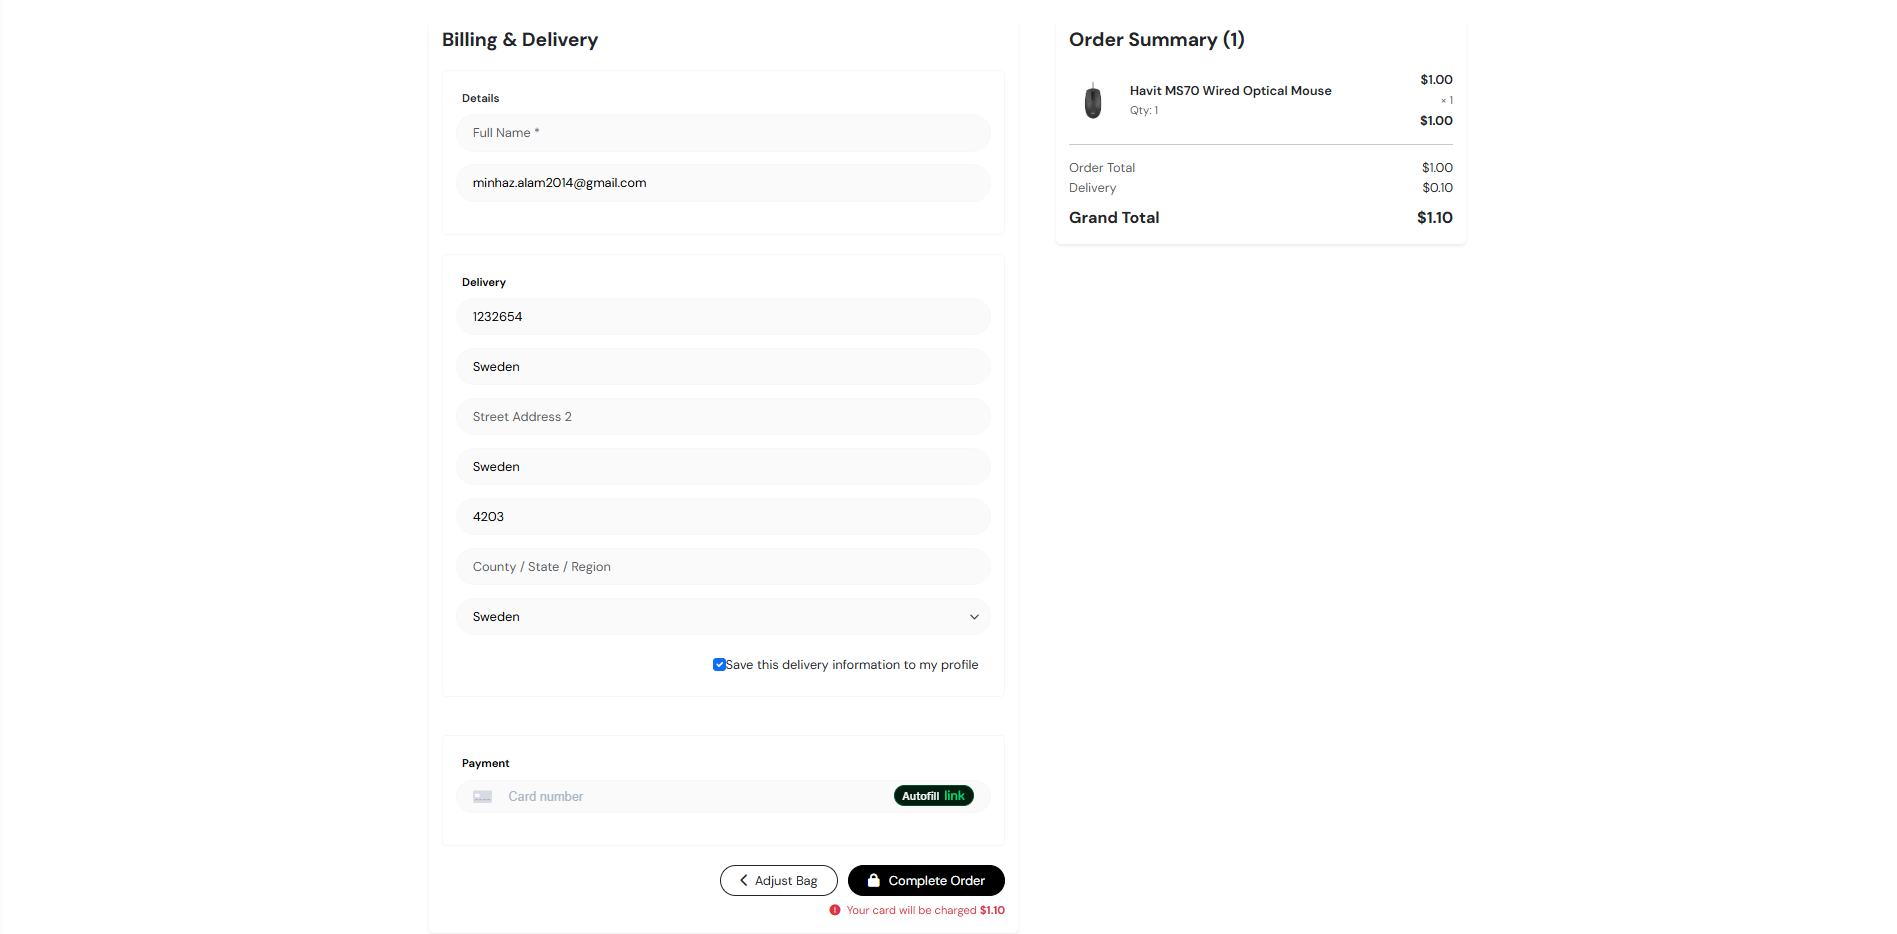 Billing & Delivery
Details
Full Name *
minhaz.alam2014@gmail.com
Delivery
1232654
Sweden
Street Address 2
Sweden
4203
County / State / Region
Sweden
Save this delivery information to my profile
Payment
Card number
Autofill link
Adjust Bag
Complete Order
Your card will be charged $1.10
Order Summary (1)
Havit MS70 Wired Optical Mouse
Qty: 1
$1.00
× 1
$1.00
Order Total $1.00
Delivery $0.10
Grand Total $1.10